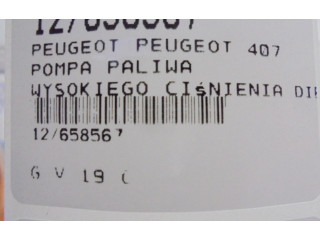 PEUGEOT PEUGEOT 407
POMPA PALIWA
WYSOKIEGO CIśNIENIA
12/658567
G V 19